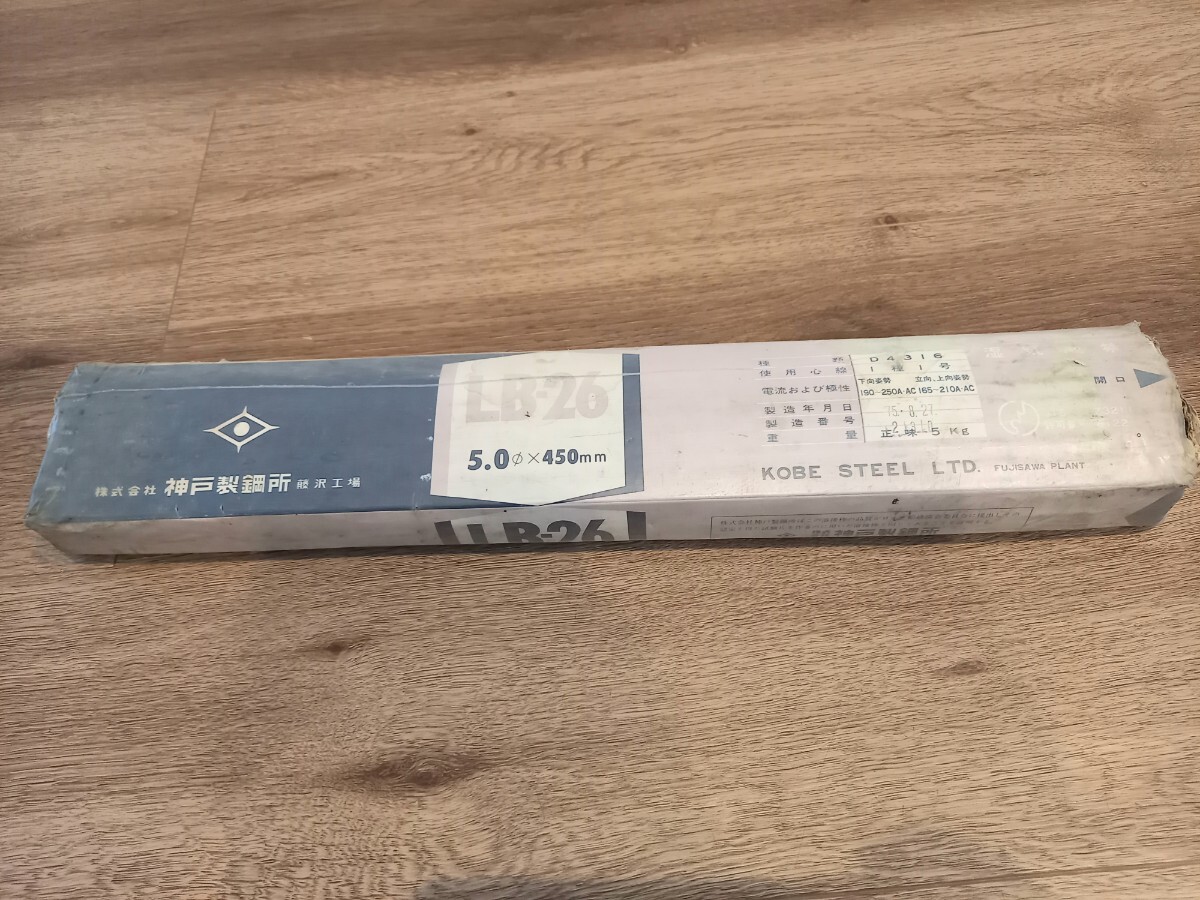 株式会社 神戸製鋼所 藤沢工場
LB-26
5.0φ×450mm
種類 D4316
使用心線 1種1号
電流および極性 下向姿勢 立向、上向姿勢
190-250A・AC 165-210A・AC
製造年月日 75. 8.27
製造番号
重量 正味 5Kg
KOBE STEEL LTD. FUJISAWA PLANT
開口
LB-26
神戸製鋼所